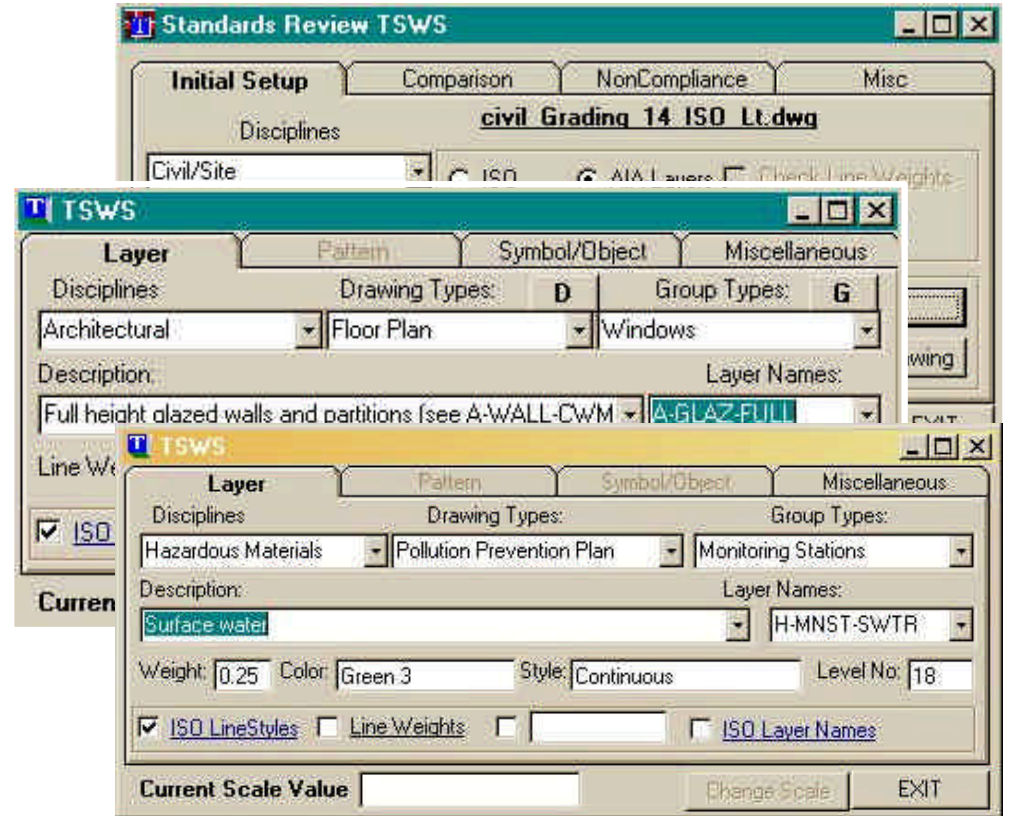 Standards Review TSWS
Initial Setup Comparison NonCompliance Misc
Disciplines civil_Grading_14_ISO_Lt.dwg
Civil/Site ISO AIA Layers Check Line Weights
TSWS
Layer Pattern Symbol/Object Miscellaneous
Disciplines Drawing Types: D Group Types: G
Architectural Floor Plan Windows
wing
Description: Layer Names:
Full height glazed walls and partitions (see A-WALL-CWM A-GLAZ-FULL EXIT
Line We
ISO
Curren
TSWS
Layer Pattern Symbol/Object Miscellaneous
Disciplines Drawing Types: Group Types:
Hazardous Materials Pollution Prevention Plan Monitoring Stations
Description: Layer Names:
Surface water H-MNST-SWTR
Weight: 0.25 Color: Green 3 Style: Continuous Level No: 18
ISO LineStyles Line Weights ISO Layer Names
Current Scale Value Change Scale EXIT